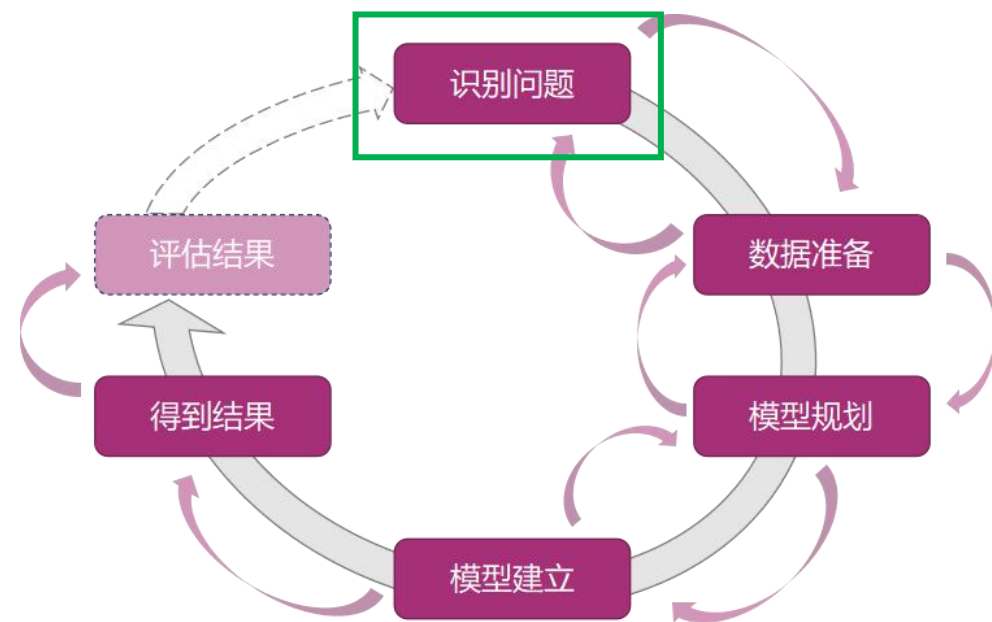 识别问题
数据准备
模型规划
模型建立
得到结果
评估结果